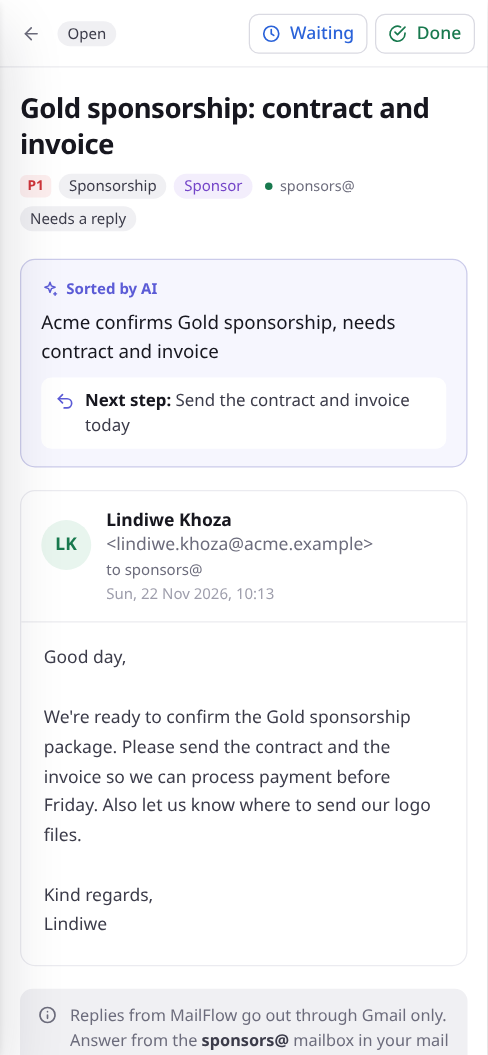 Open
Waiting
Done
Gold sponsorship: contract and
invoice
P1 Sponsorship Sponsor sponsors@
Needs a reply
Sorted by AI
Acme confirms Gold sponsorship, needs
contract and invoice
Next step: Send the contract and invoice
today
LK
Lindiwe Khoza
<lindiwe.khoza@acme.example>
to sponsors@
Sun, 22 Nov 2026, 10:13
Good day,
We're ready to confirm the Gold sponsorship
package. Please send the contract and the
invoice so we can process payment before
Friday. Also let us know where to send our logo
files.
Kind regards,
Lindiwe
Replies from MailFlow go out through Gmail only.
Answer from the sponsors@ mailbox in your mail